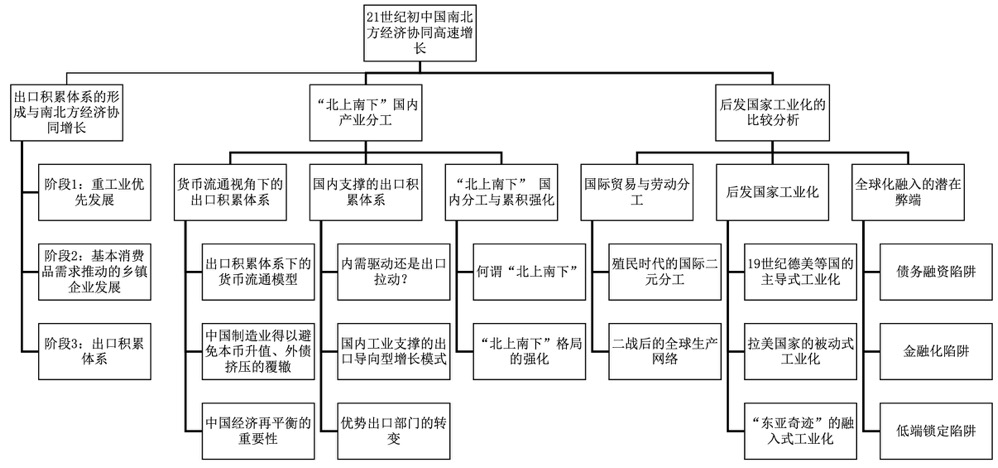 21世纪初中国南北
方经济协同高速增
长
出口积累体系的形
成与南北方经济协
同增长
“北上南下”国内
产业分工
后发国家工业化的
比较分析
阶段1：重工业优
先发展
货币流通视角下的
出口积累体系
国内支撑的出口积
累体系
“北上南下” 国
内分工与累积强化
国际贸易与劳动分
工
后发国家工业化
全球化融入的潜在
弊端
阶段2：基本消费
品需求推动的乡镇
企业发展
出口积累体系下的
货币流通模型
内需驱动还是出口
拉动？
何谓“北上南下”
殖民时代的国际二
元分工
19世纪德美等国的
主导式工业化
债务融资陷阱
阶段3：出口积累
体系
中国制造业得以避
免本币升值、外债
挤压的覆辙
国内工业支撑的出
口导向型增长模式
“北上南下”格局
的强化
二战后的全球生产
网络
拉美国家的被动式
工业化
金融化陷阱
中国经济再平衡的
重要性
优势出口部门的转
变
“东亚奇迹”的融
入式工业化
低端锁定陷阱